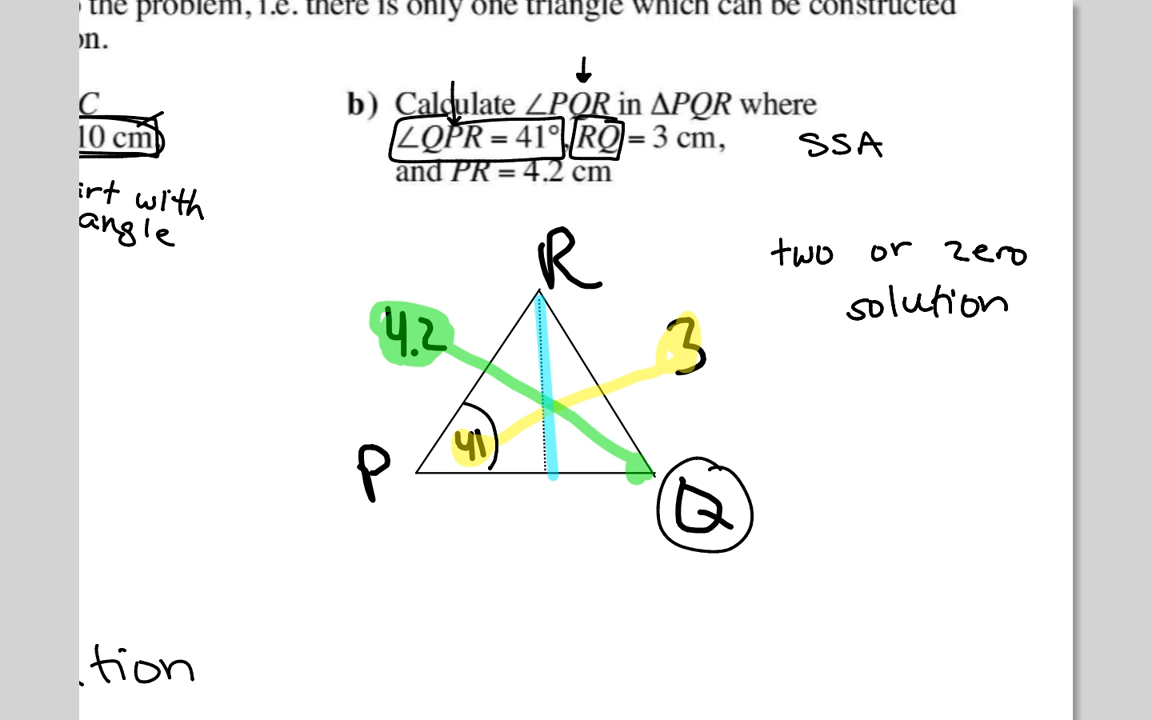 the problem, i.e. there is only one triangle which can be constructed
on.
C
10 cm
irt with
angle
b) Calculate ∠PQR in ΔPQR where
∠QPR = 41°, RQ = 3 cm,
and PR = 4.2 cm
SSA
two or zero
solution
R
4.2
3
41
P
Q
tion